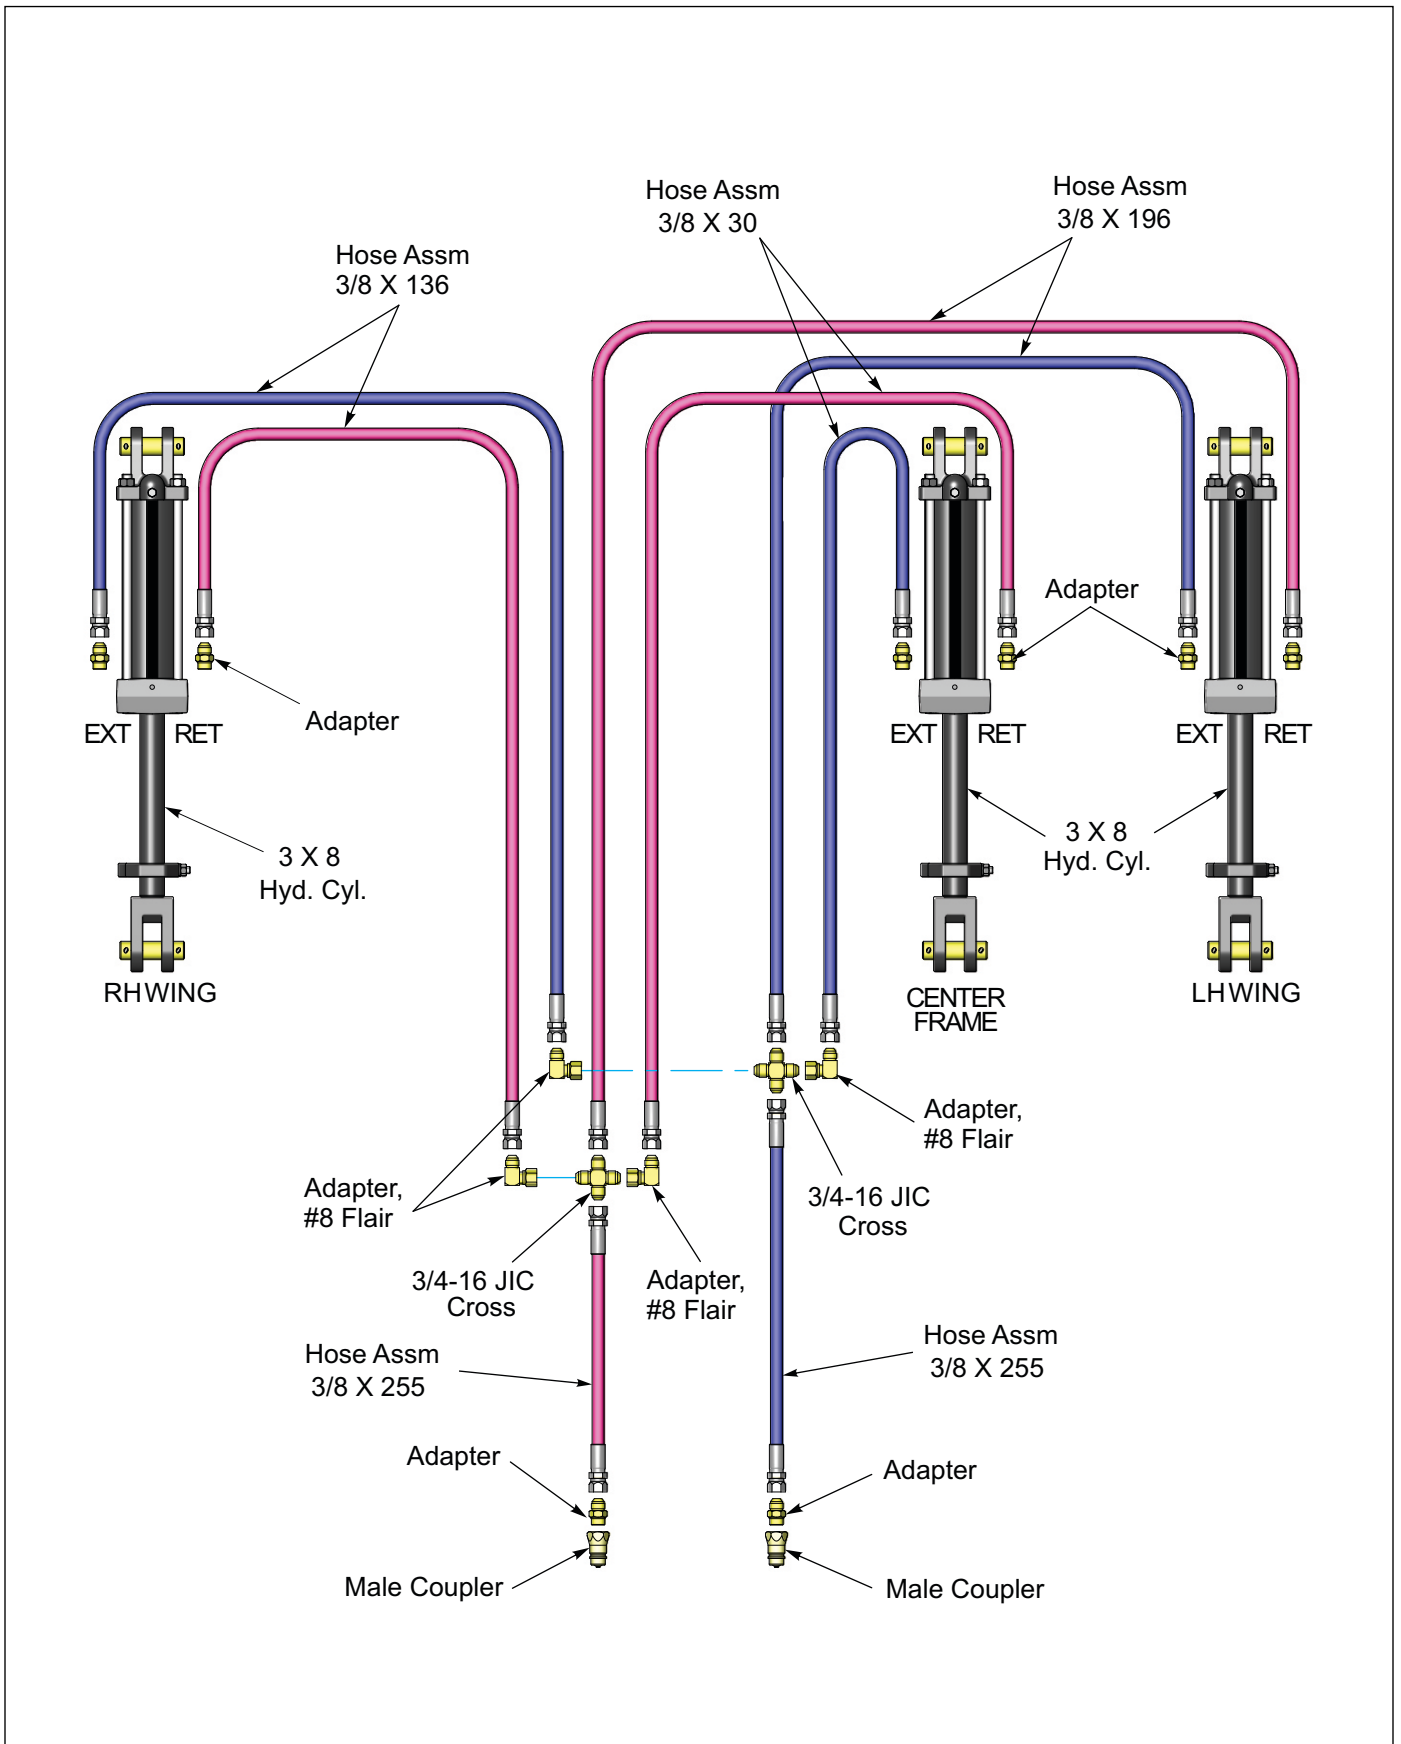 Hose Assm
3/8 X 30
Hose Assm
3/8 X 196
Hose Assm
3/8 X 136
Adapter
Adapter
EXT RET
EXT RET
EXT RET
3 X 8
Hyd. Cyl.
3 X 8
Hyd. Cyl.
RH WING
CENTER
FRAME
LH WING
Adapter,
#8 Flair
Adapter,
#8 Flair
3/4-16 JIC
Cross
3/4-16 JIC
Cross
Adapter,
#8 Flair
Hose Assm
3/8 X 255
Hose Assm
3/8 X 255
Adapter
Adapter
Male Coupler
Male Coupler